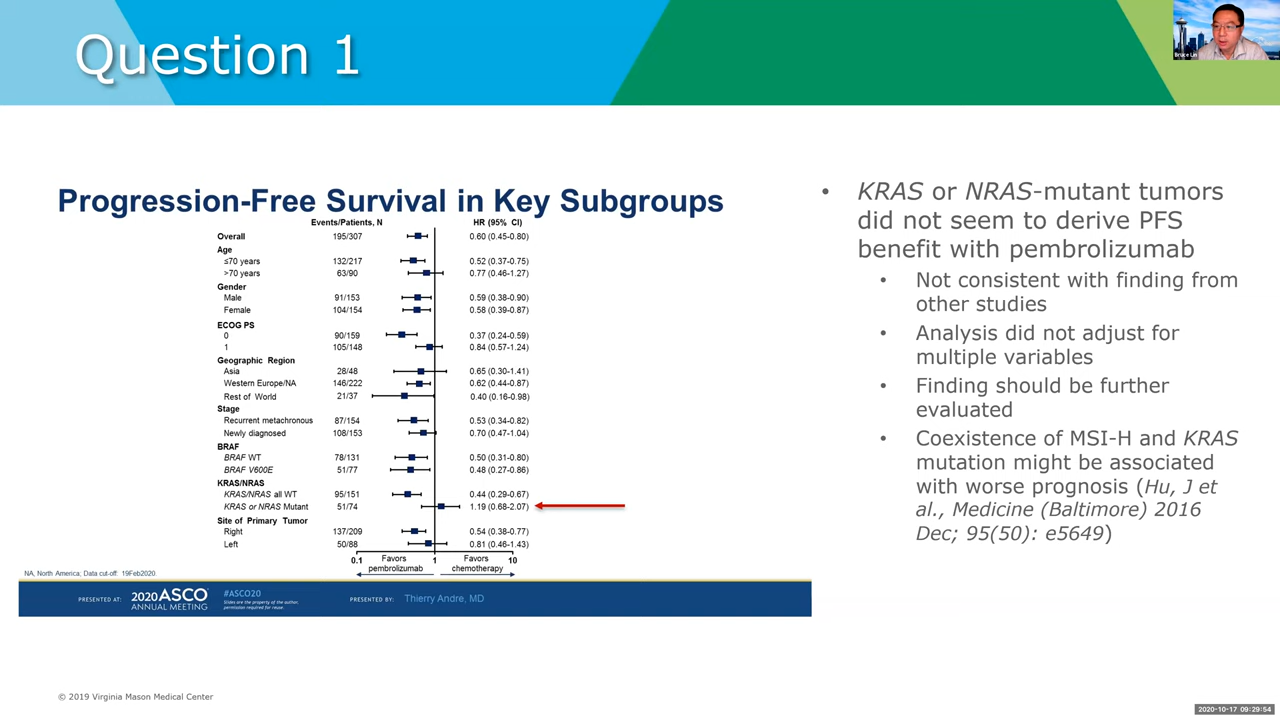 Question 1
Bruce Lin
Progression-Free Survival in Key Subgroups
Events/Patients, N HR (95% CI)
Overall 195/307 0.60 (0.45-0.80)
Age
≤70 years 132/217 0.52 (0.37-0.75)
>70 years 63/90 0.77 (0.46-1.27)
Gender
Male 91/153 0.59 (0.38-0.90)
Female 104/154 0.58 (0.39-0.87)
ECOG PS
0 90/159 0.37 (0.24-0.59)
1 105/148 0.84 (0.57-1.24)
Geographic Region
Asia 28/48 0.65 (0.30-1.41)
Western Europe/NA 146/222 0.62 (0.44-0.87)
Rest of World 21/37 0.40 (0.16-0.98)
Stage
Recurrent metachronous 87/154 0.53 (0.34-0.82)
Newly diagnosed 108/153 0.70 (0.47-1.04)
BRAF
BRAF WT 78/131 0.50 (0.31-0.80)
BRAF V600E 51/77 0.48 (0.27-0.86)
KRAS/NRAS
KRAS/NRAS all WT 95/151 0.44 (0.29-0.67)
KRAS or NRAS Mutant 51/74 1.19 (0.68-2.07)
Site of Primary Tumor
Right 137/209 0.54 (0.38-0.77)
Left 50/88 0.81 (0.46-1.43)
0.1 Favors 1 Favors 10
pembrolizumab chemotherapy
NA, North America; Data cut-off: 19Feb2020.
PRESENTED AT: 2020ASCO
ANNUAL MEETING
#ASCO20
Slides are the property of the author,
permission required for reuse.
PRESENTED BY: Thierry Andre, MD
• KRAS or NRAS-mutant tumors
did not seem to derive PFS
benefit with pembrolizumab
• Not consistent with finding from
other studies
• Analysis did not adjust for
multiple variables
• Finding should be further
evaluated
• Coexistence of MSI-H and KRAS
mutation might be associated
with worse prognosis (Hu, J et
al., Medicine (Baltimore) 2016
Dec; 95(50): e5649)
© 2019 Virginia Mason Medical Center
2020-10-17 09:29:54